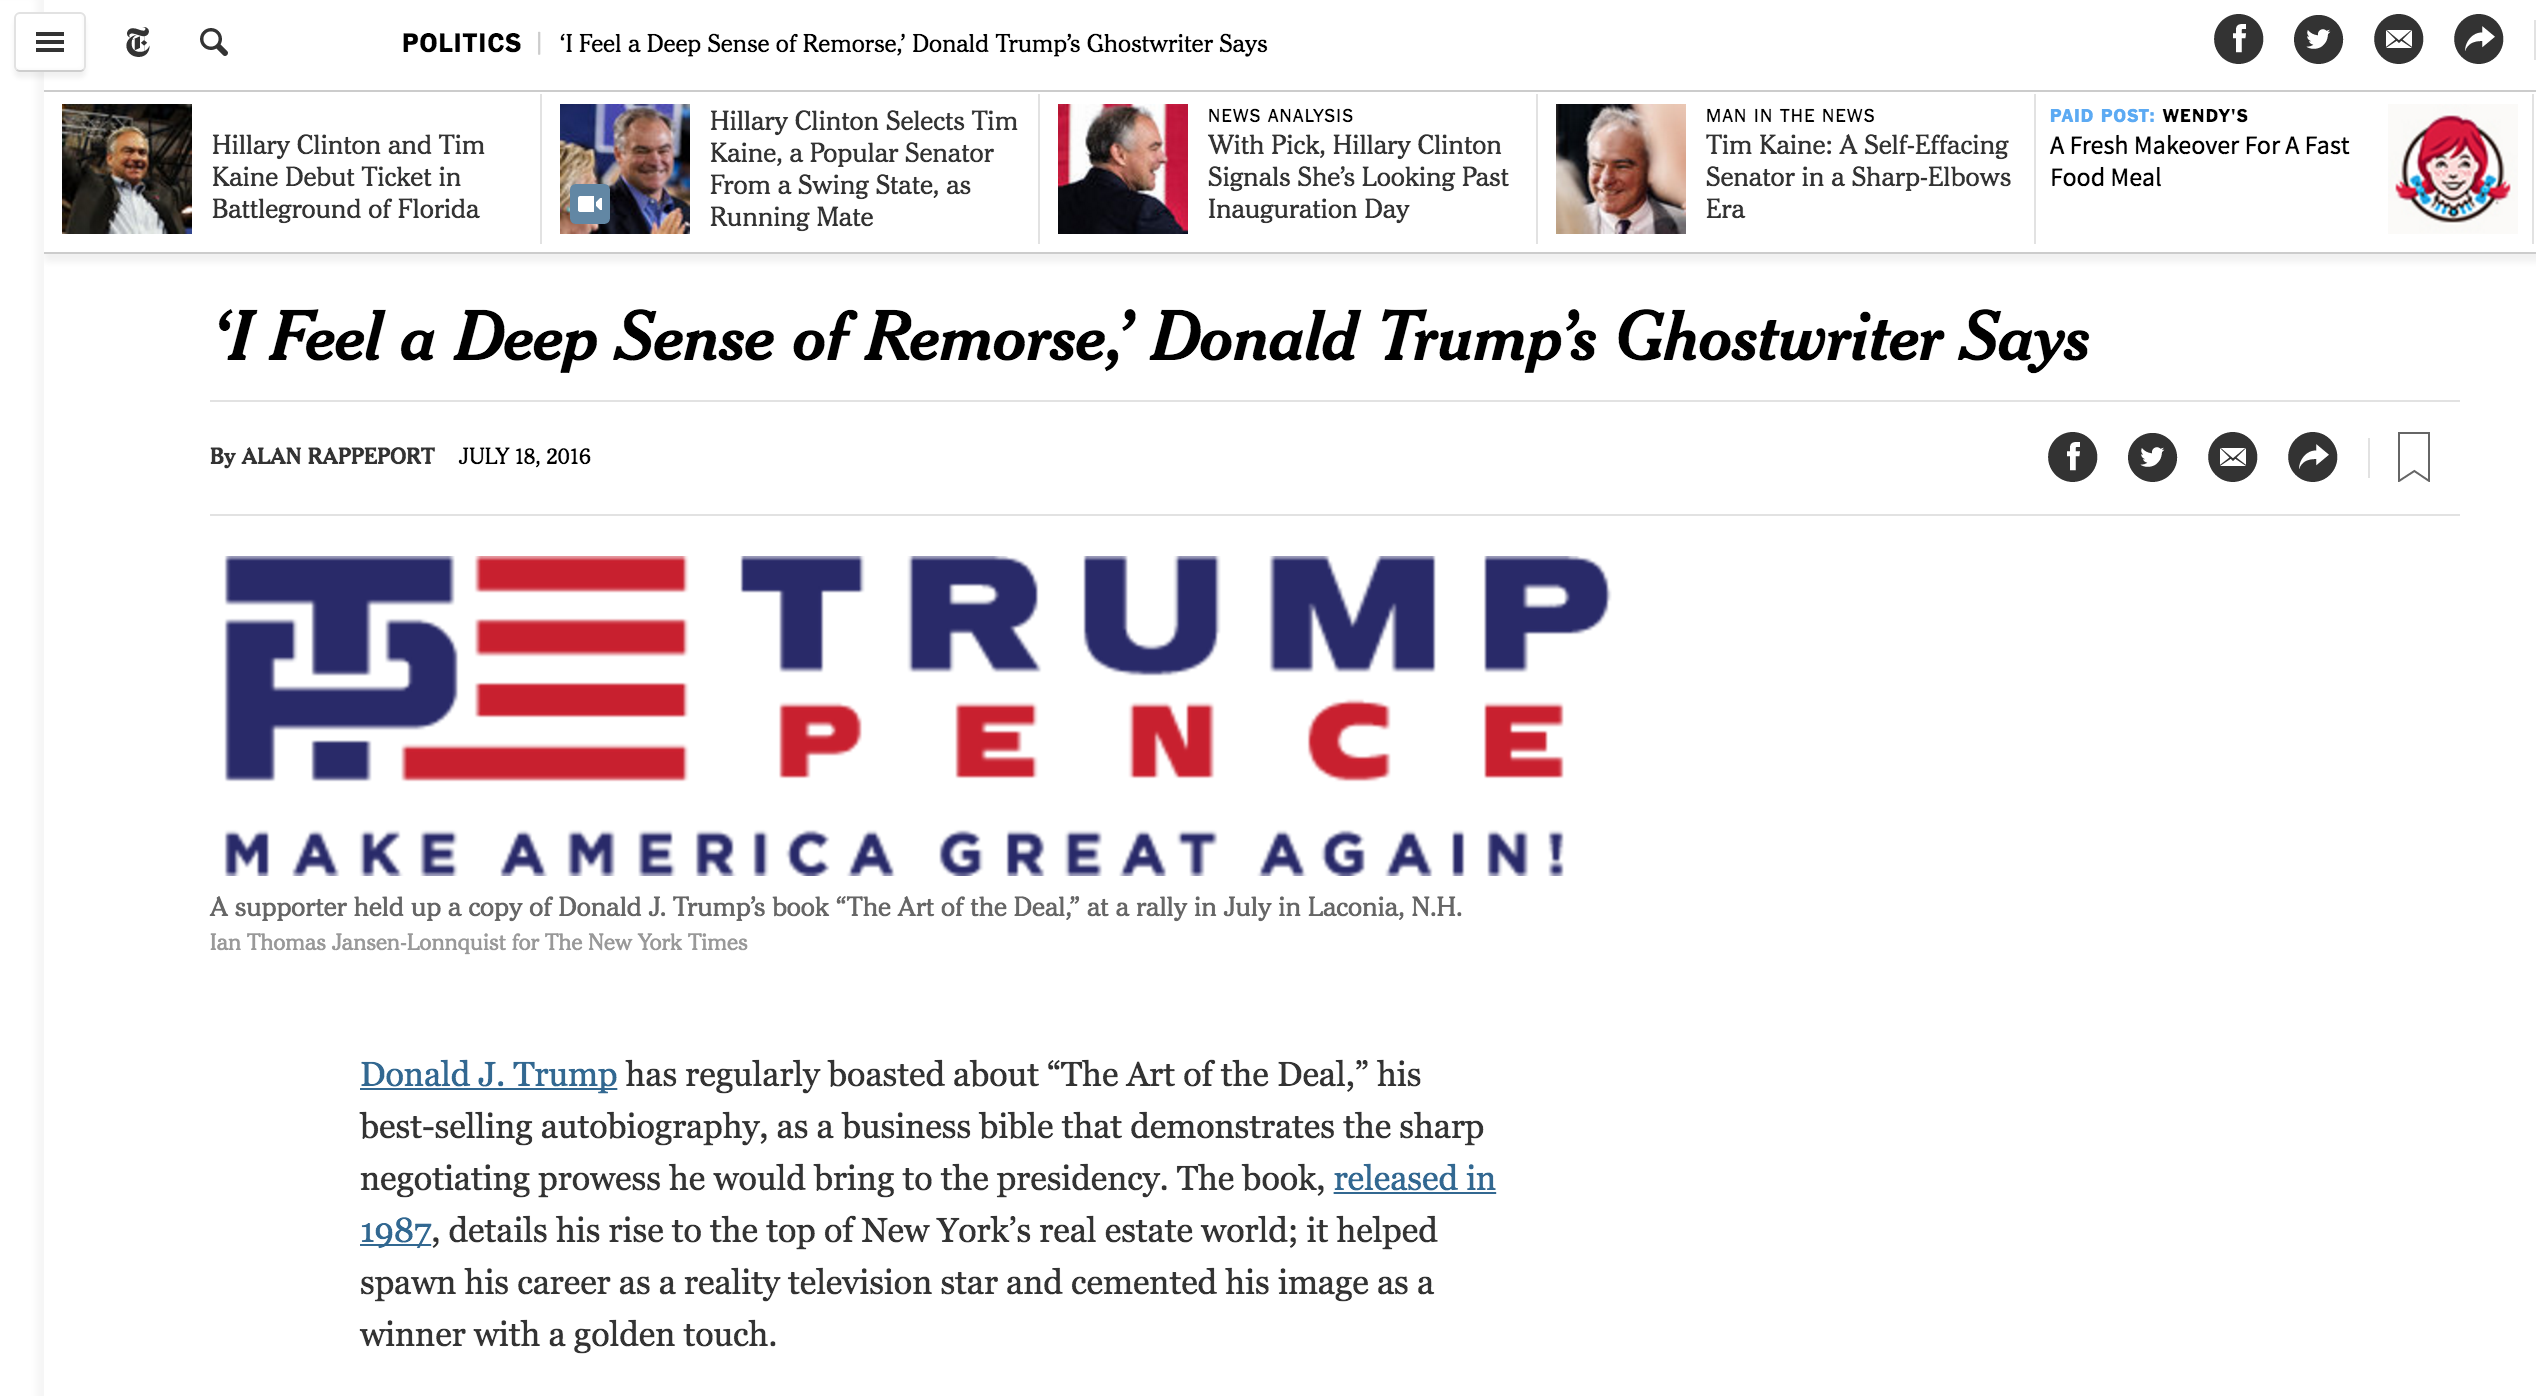 POLITICS ‘I Feel a Deep Sense of Remorse,’ Donald Trump’s Ghostwriter Says
Hillary Clinton and Tim
Kaine Debut Ticket in
Battleground of Florida
Hillary Clinton Selects Tim
Kaine, a Popular Senator
From a Swing State, as
Running Mate
NEWS ANALYSIS
With Pick, Hillary Clinton
Signals She’s Looking Past
Inauguration Day
MAN IN THE NEWS
Tim Kaine: A Self-Effacing
Senator in a Sharp-Elbows
Era
PAID POST: WENDY'S
A Fresh Makeover For A Fast
Food Meal
‘I Feel a Deep Sense of Remorse,’ Donald Trump’s Ghostwriter Says
By ALAN RAPPEPORT JULY 18, 2016
TP
TRUMP
PENCE
MAKE AMERICA GREAT AGAIN!
A supporter held up a copy of Donald J. Trump’s book “The Art of the Deal,” at a rally in July in Laconia, N.H.
Ian Thomas Jansen-Lonnquist for The New York Times
Donald J. Trump has regularly boasted about “The Art of the Deal,” his
best-selling autobiography, as a business bible that demonstrates the sharp
negotiating prowess he would bring to the presidency. The book, released in
1987, details his rise to the top of New York’s real estate world; it helped
spawn his career as a reality television star and cemented his image as a
winner with a golden touch.